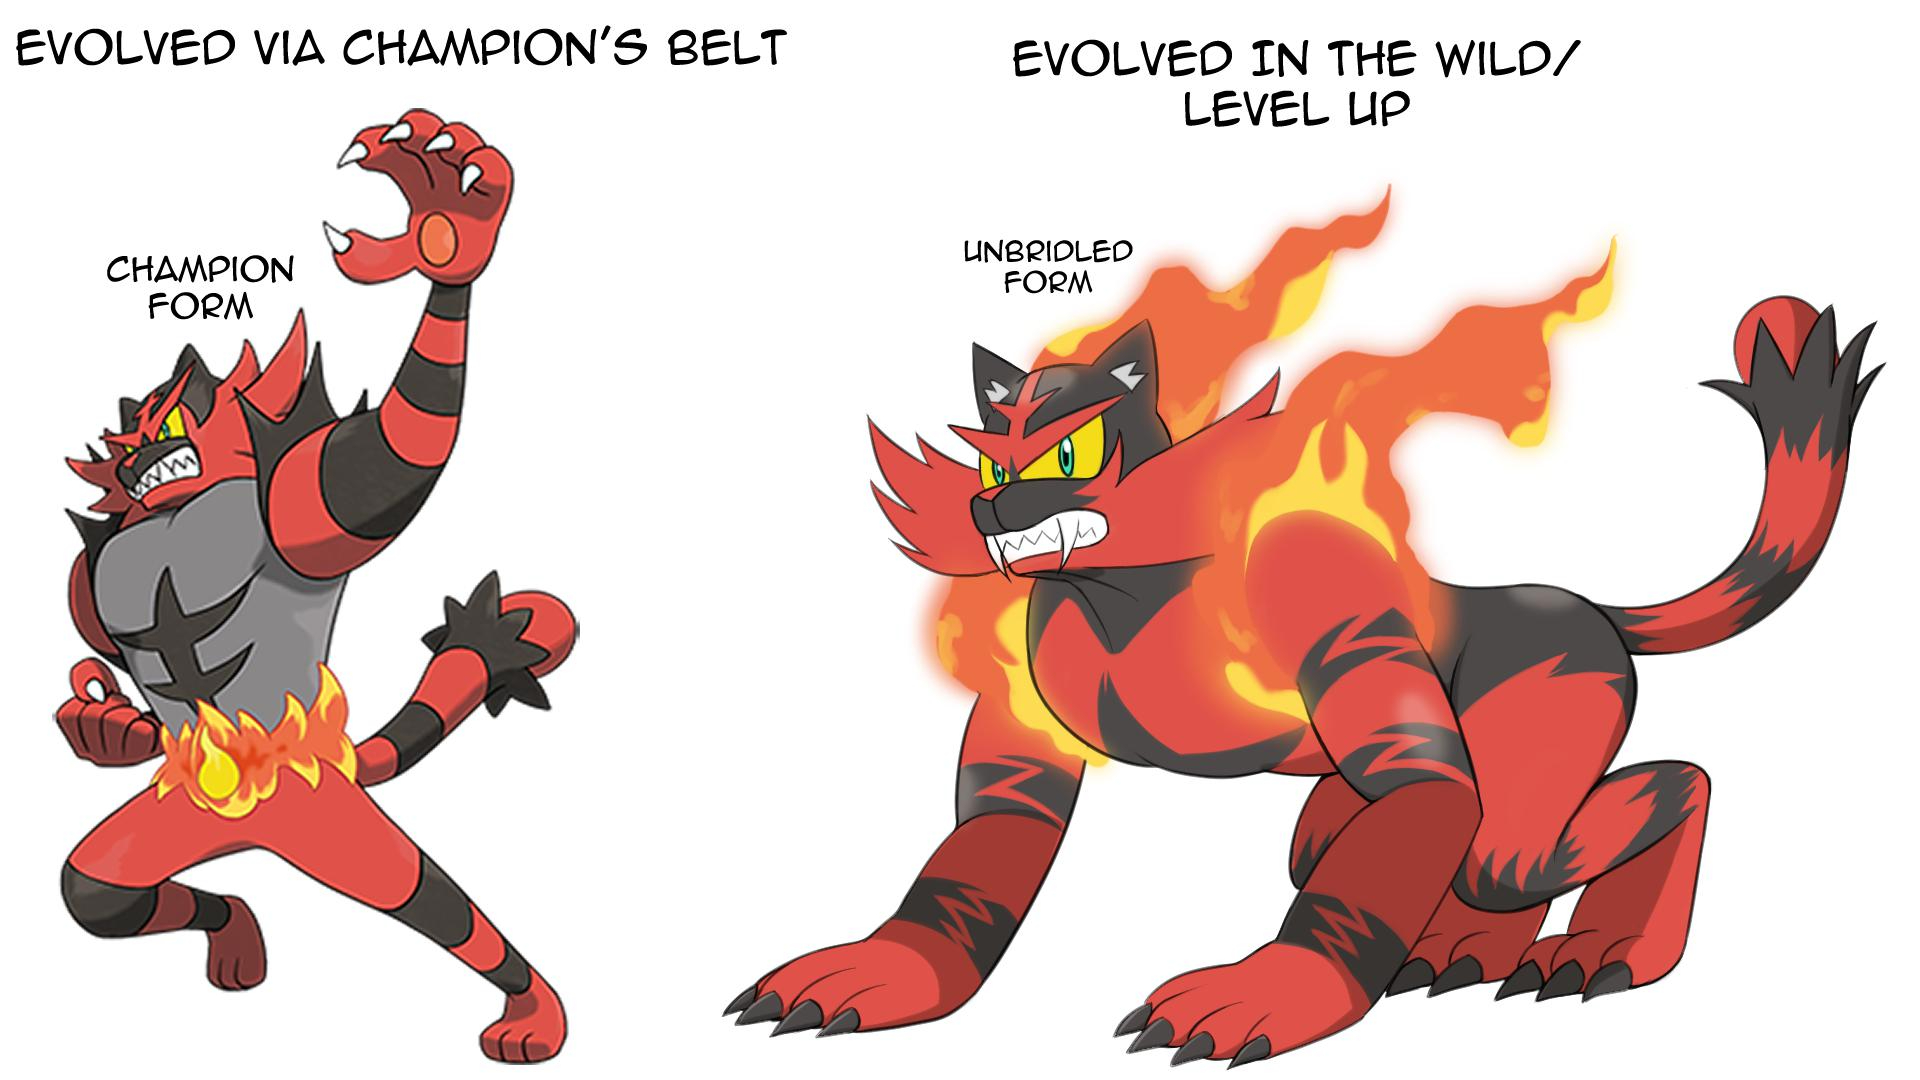 EVOLVED VIA CHAMPION'S BELT
EVOLVED IN THE WILD/
LEVEL UP
CHAMPION
FORM
UNBRIDLED
FORM